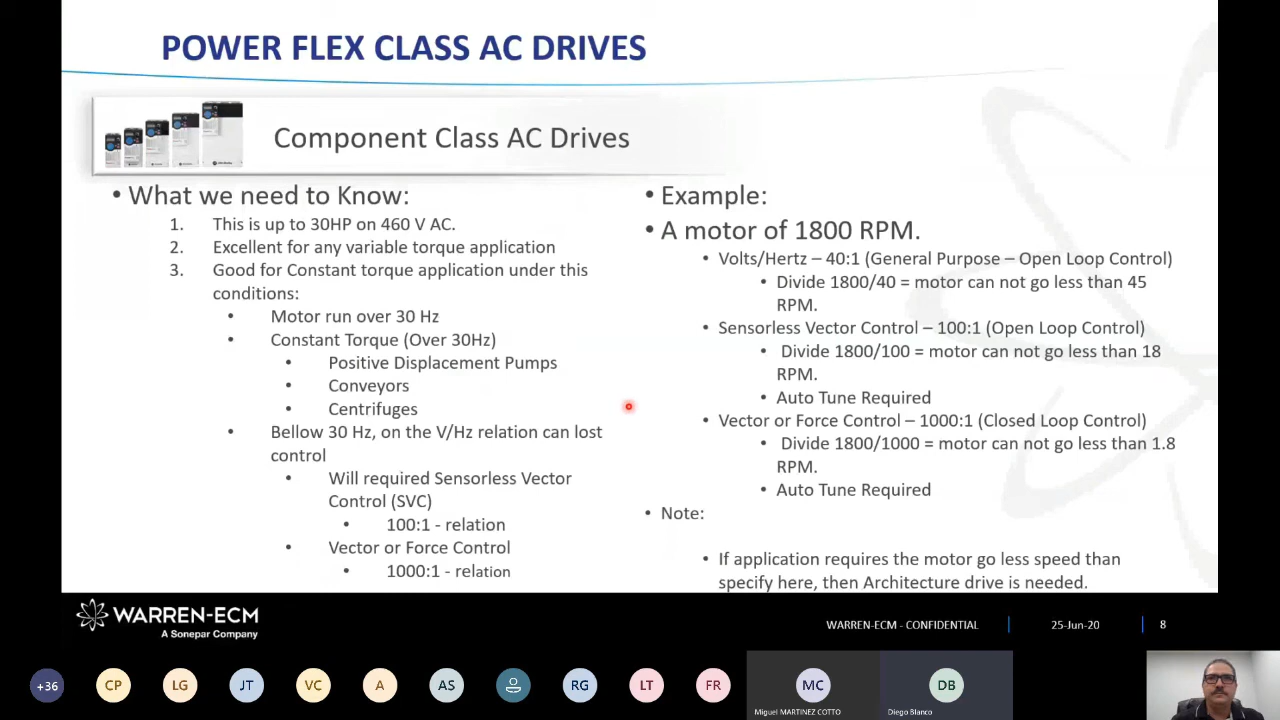 POWER FLEX CLASS AC DRIVES
Component Class AC Drives
• What we need to Know:
1. This is up to 30HP on 460 V AC.
2. Excellent for any variable torque application
3. Good for Constant torque application under this
conditions:
• Motor run over 30 Hz
• Constant Torque (Over 30Hz)
• Positive Displacement Pumps
• Conveyors
• Centrifuges
• Bellow 30 Hz, on the V/Hz relation can lost
control
• Will required Sensorless Vector
Control (SVC)
• 100:1 - relation
• Vector or Force Control
• 1000:1 - relation
• Example:
• A motor of 1800 RPM.
• Volts/Hertz – 40:1 (General Purpose – Open Loop Control)
• Divide 1800/40 = motor can not go less than 45
RPM.
• Sensorless Vector Control – 100:1 (Open Loop Control)
• Divide 1800/100 = motor can not go less than 18
RPM.
• Auto Tune Required
• Vector or Force Control – 1000:1 (Closed Loop Control)
• Divide 1800/1000 = motor can not go less than 1.8
RPM.
• Auto Tune Required
• Note:
• If application requires the motor go less speed than
specify here, then Architecture drive is needed.
WARREN-ECM
A Sonepar Company
WARREN-ECM - CONFIDENTIAL
25-Jun-20
8
+36
CP
LG
JT
VC
A
AS
RG
LT
FR
MC
Miguel MARTINEZ COTTO
DB
Diego Blanco